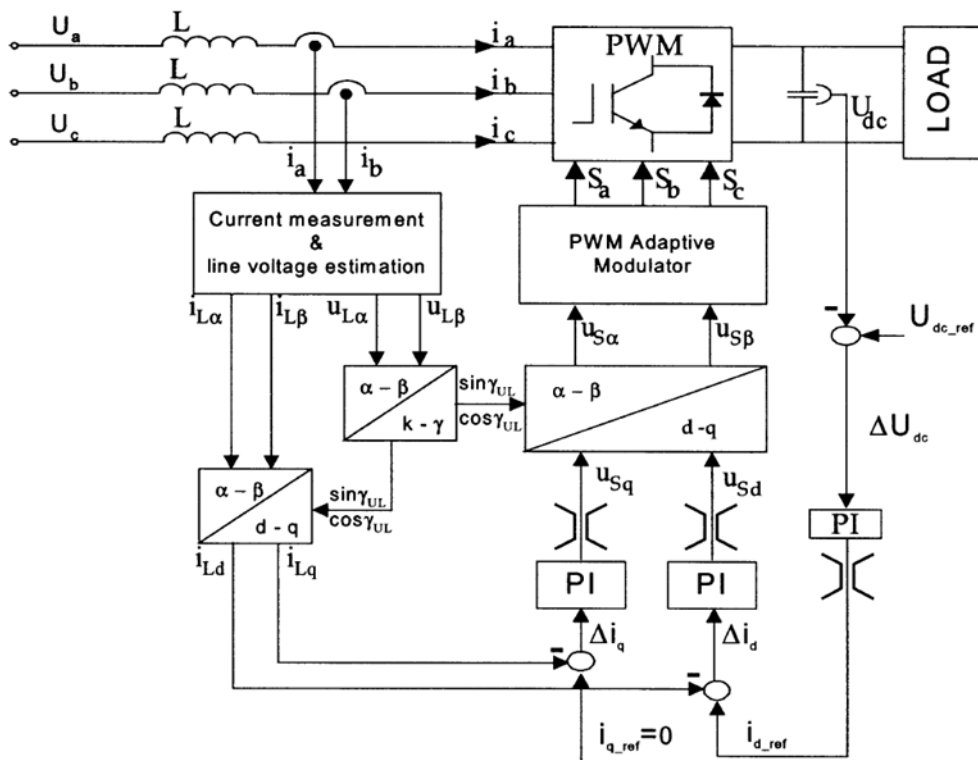 U_a L i_a PWM
U_b L i_b
U_c L i_c
U_dc
LOAD
i_a i_b
S_a S_b S_c
Current measurement
&
line voltage estimation
PWM Adaptive
Modulator
i_Lα i_Lβ u_Lα u_Lβ
u_Sα u_Sβ
- U_dc_ref
α – β
k - γ
sinγ_UL
cosγ_UL
α – β
d - q
ΔU_dc
α – β
d - q
sinγ_UL
cosγ_UL
u_Sq u_Sd
PI
i_Ld i_Lq
PI PI
Δi_q Δi_d
- -
i_q_ref=0 i_d_ref